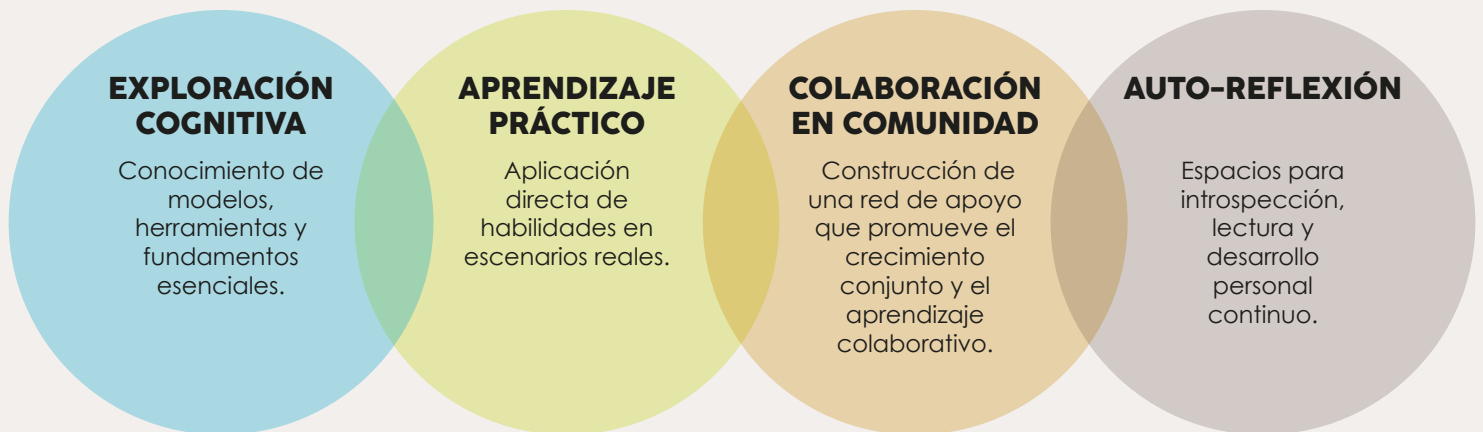 EXPLORACIÓN
COGNITIVA
Conocimiento de
modelos,
herramientas y
fundamentos
esenciales.
APRENDIZAJE
PRÁCTICO
Aplicación
directa de
habilidades en
escenarios reales.
COLABORACIÓN
EN COMUNIDAD
Construcción de
una red de apoyo
que promueve el
crecimiento
conjunto y el
aprendizaje
colaborativo.
AUTO-REFLEXIÓN
Espacios para
introspección,
lectura y
desarrollo
personal
continuo.